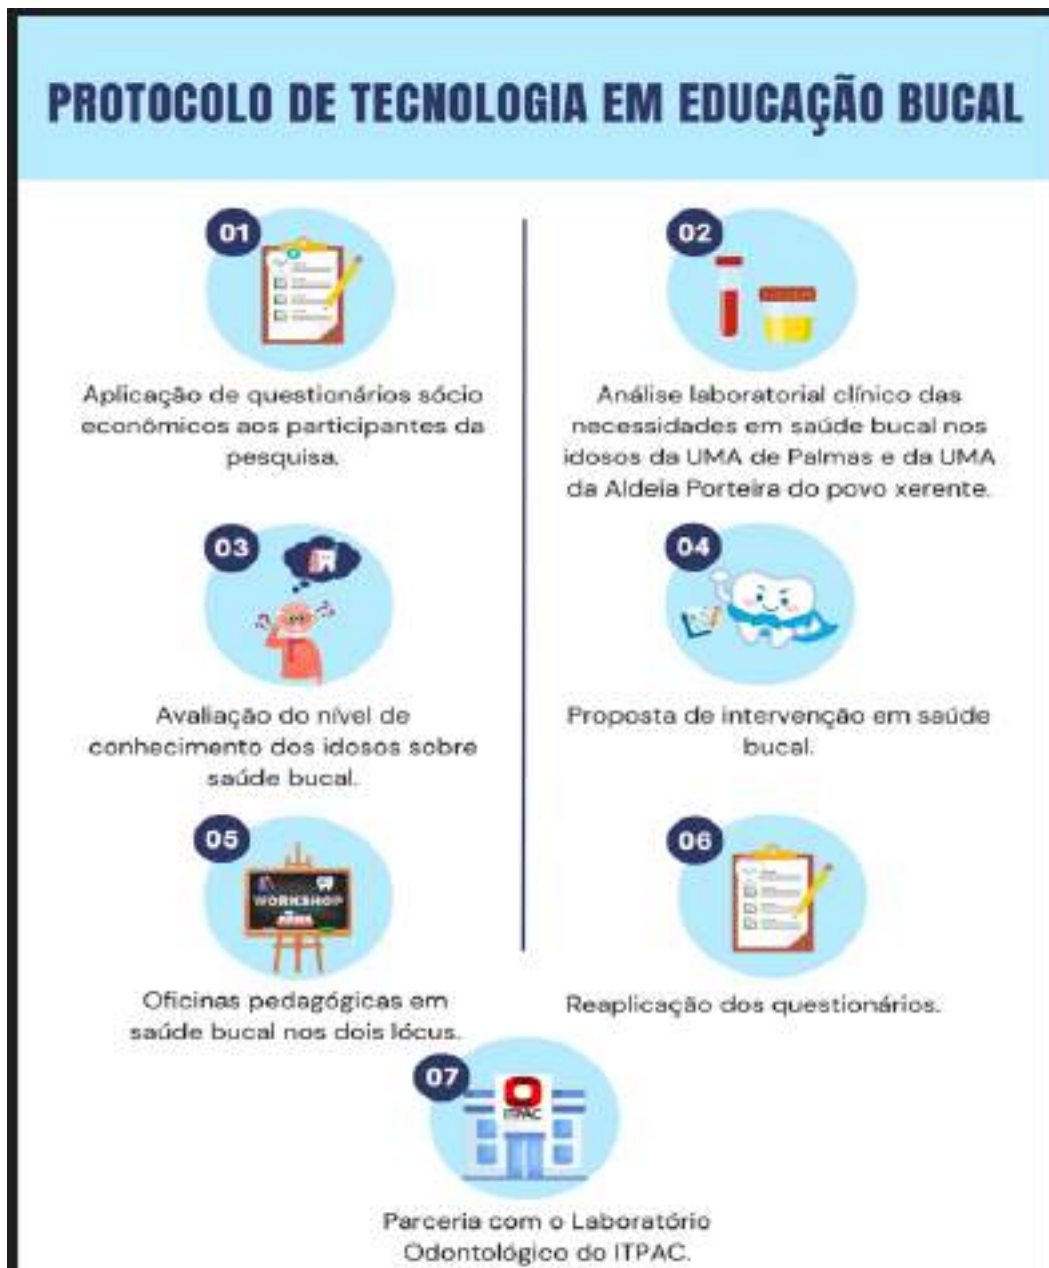 PROTOCOLO DE TECNOLOGIA EM EDUCAÇÃO BUCAL
01
Aplicação de questionários sócio
econômicos aos participantes da
pesquisa.
02
Análise laboratorial clínico das
necessidades em saúde bucal nos
idosos da UMA de Palmas e da UMA
da Aldeia Porteira do povo xerente.
03
Avaliação do nível de
conhecimento dos idosos sobre
saúde bucal.
04
Proposta de intervenção em saúde
bucal.
05
WORKSHOP
Oficinas pedagógicas em
saúde bucal nos dois lócus.
06
Reaplicação dos questionários.
07
ITPAC
Parceria com o Laboratório
Odontológico do ITPAC.